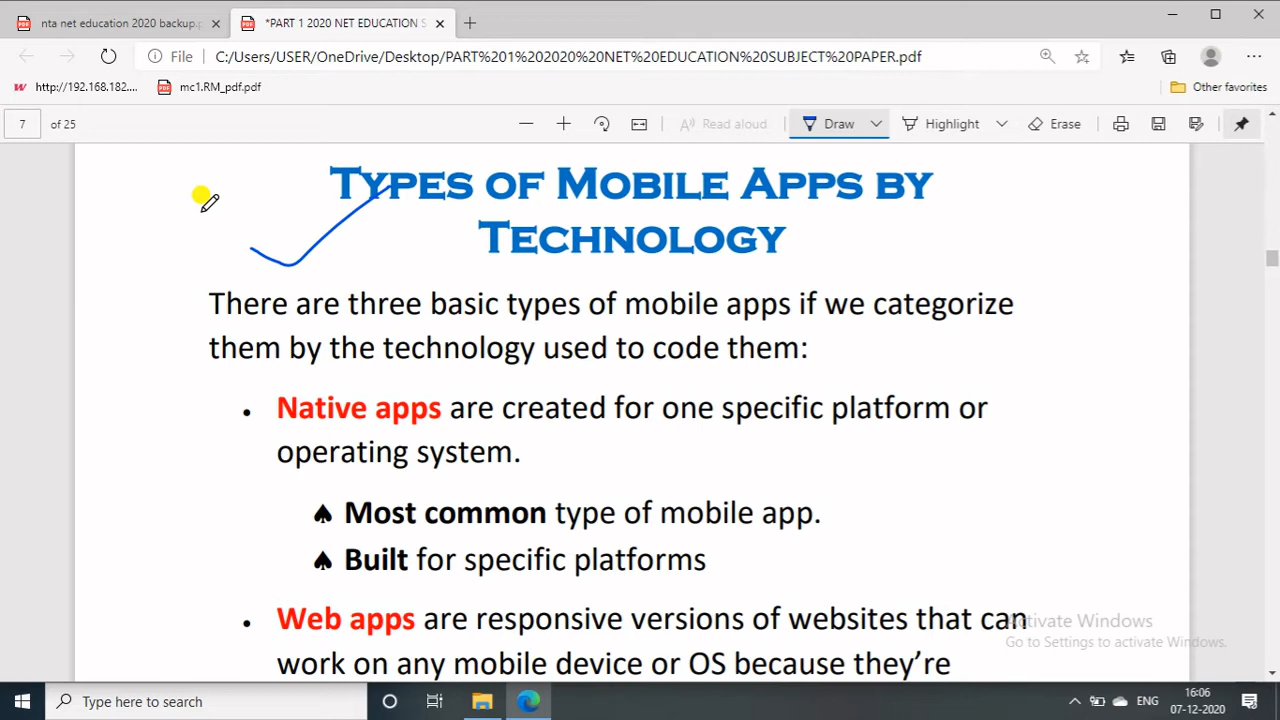 nta net education 2020 backup.p
*PART 1 2020 NET EDUCATION S
File
C:/Users/USER/OneDrive/Desktop/PART%201%202020%20NET%20EDUCATION%20SUBJECT%20PAPER.pdf
http://192.168.182....
mc1.RM_pdf.pdf
Other favorites
7 of 25
Read aloud
Draw
Highlight
Erase
TYPES OF MOBILE APPS BY
TECHNOLOGY
There are three basic types of mobile apps if we categorize
them by the technology used to code them:
• Native apps are created for one specific platform or
operating system.
♠ Most common type of mobile app.
♠ Built for specific platforms
• Web apps are responsive versions of websites that can
work on any mobile device or OS because they’re
Activate Windows
Go to Settings to activate Windows.
Type here to search
ENG
16:06
07-12-2020